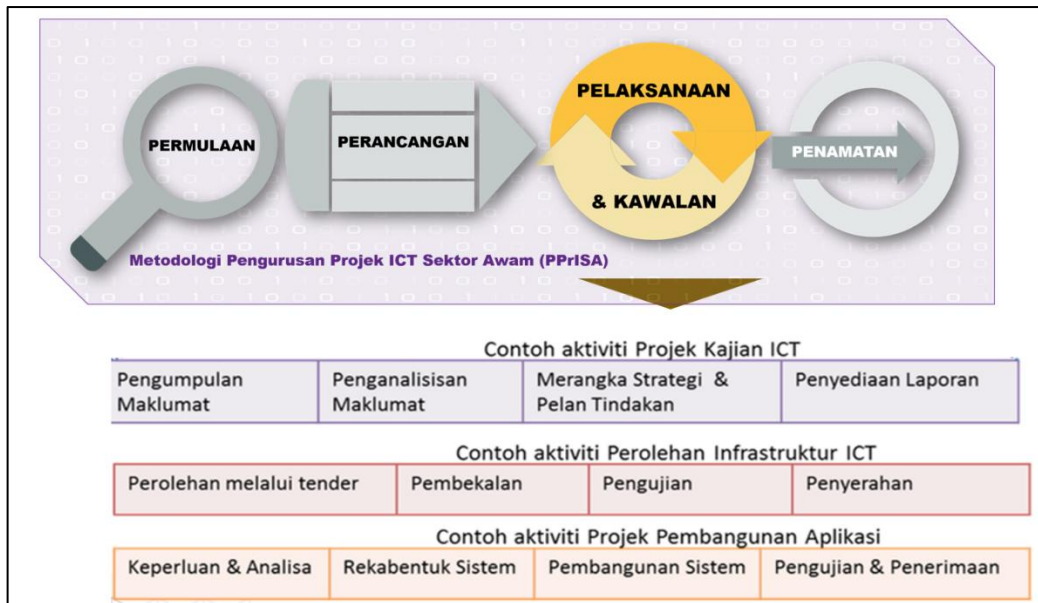 PERMULAAN
PERANCANGAN
PELAKSANAAN
& KAWALAN
PENAMATAN
Metodologi Pengurusan Projek ICT Sektor Awam (PPrISA)
Contoh aktiviti Projek Kajian ICT
Pengumpulan
Maklumat
Penganalisisan
Maklumat
Merangka Strategi &
Pelan Tindakan
Penyediaan Laporan
Contoh aktiviti Perolehan Infrastruktur ICT
Perolehan melalui tender
Pembekalan
Pengujian
Penyerahan
Contoh aktiviti Projek Pembangunan Aplikasi
Keperluan & Analisa
Rekabentuk Sistem
Pembangunan Sistem
Pengujian & Penerimaan